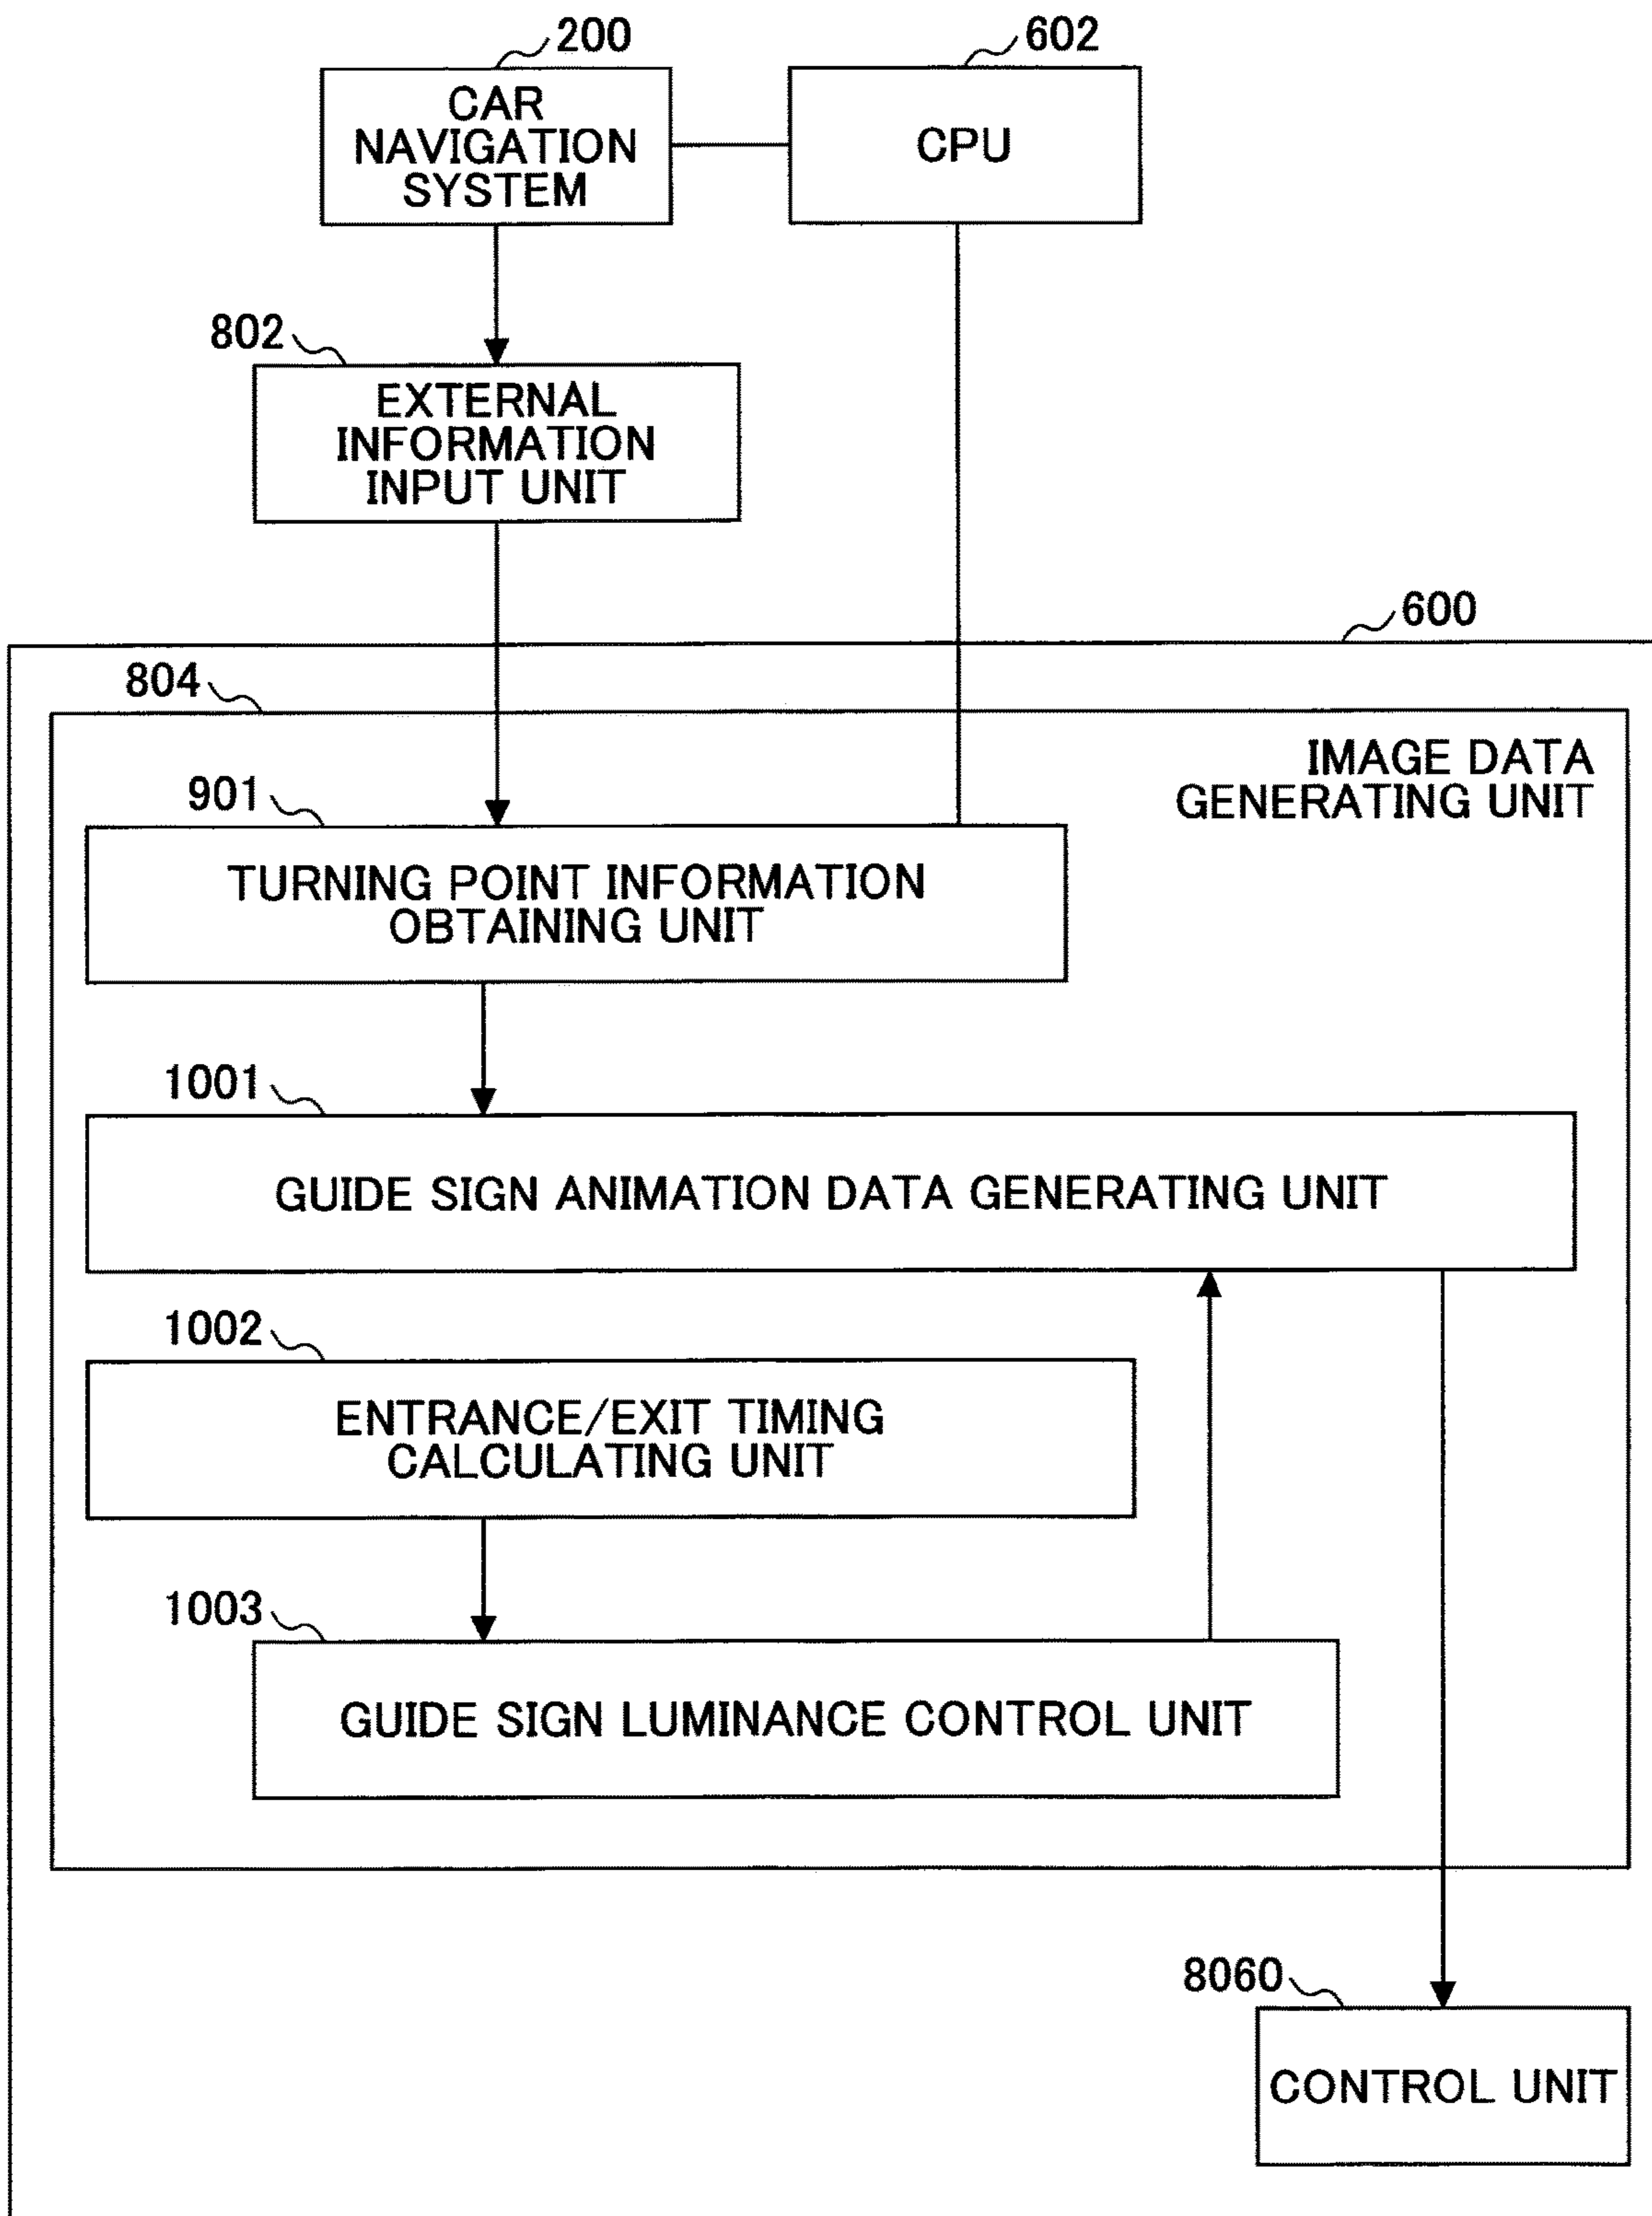 200
602
CAR
NAVIGATION
SYSTEM
CPU
802
EXTERNAL
INFORMATION
INPUT UNIT
600
804
IMAGE DATA
GENERATING UNIT
901
TURNING POINT INFORMATION
OBTAINING UNIT
1001
GUIDE SIGN ANIMATION DATA GENERATING UNIT
1002
ENTRANCE/EXIT TIMING
CALCULATING UNIT
1003
GUIDE SIGN LUMINANCE CONTROL UNIT
8060
CONTROL UNIT